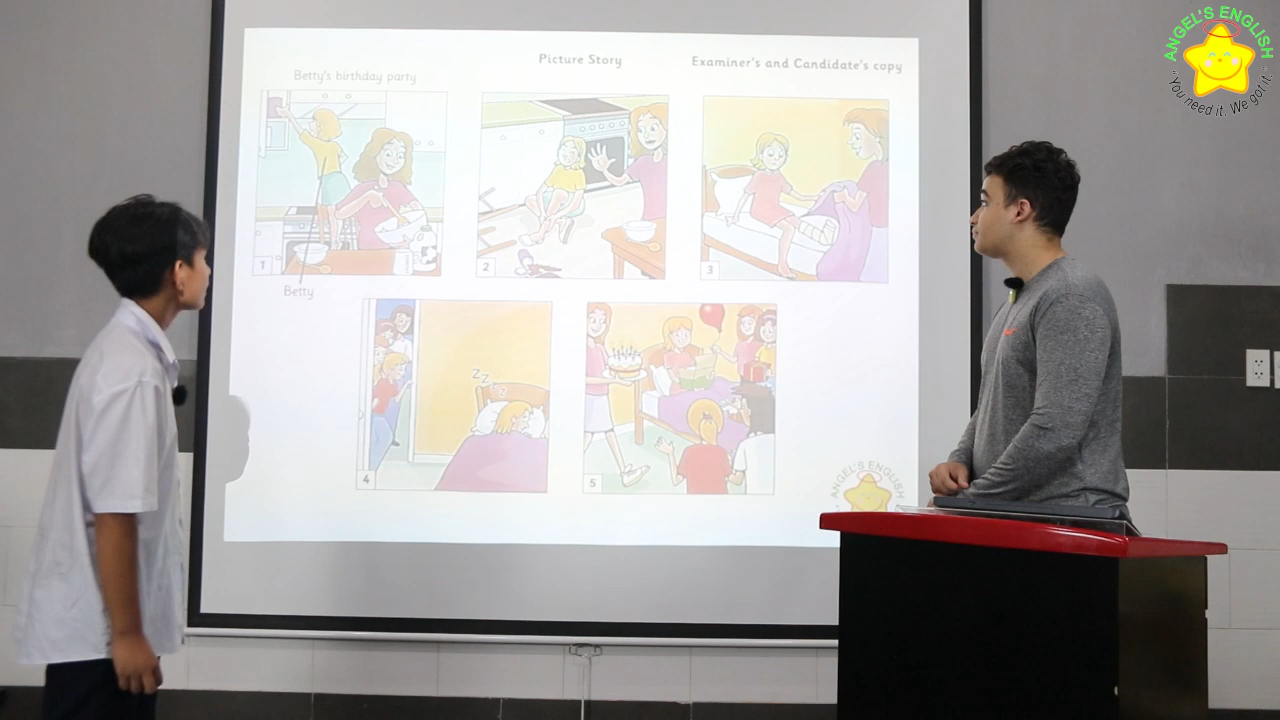 Picture Story
Examiner's and Candidate's copy
Betty's birthday party
1
2
3
Betty
ZZZ
4
5
ANGEL'S ENGLISH
ANGEL'S ENGLISH
"You need it. We got it"